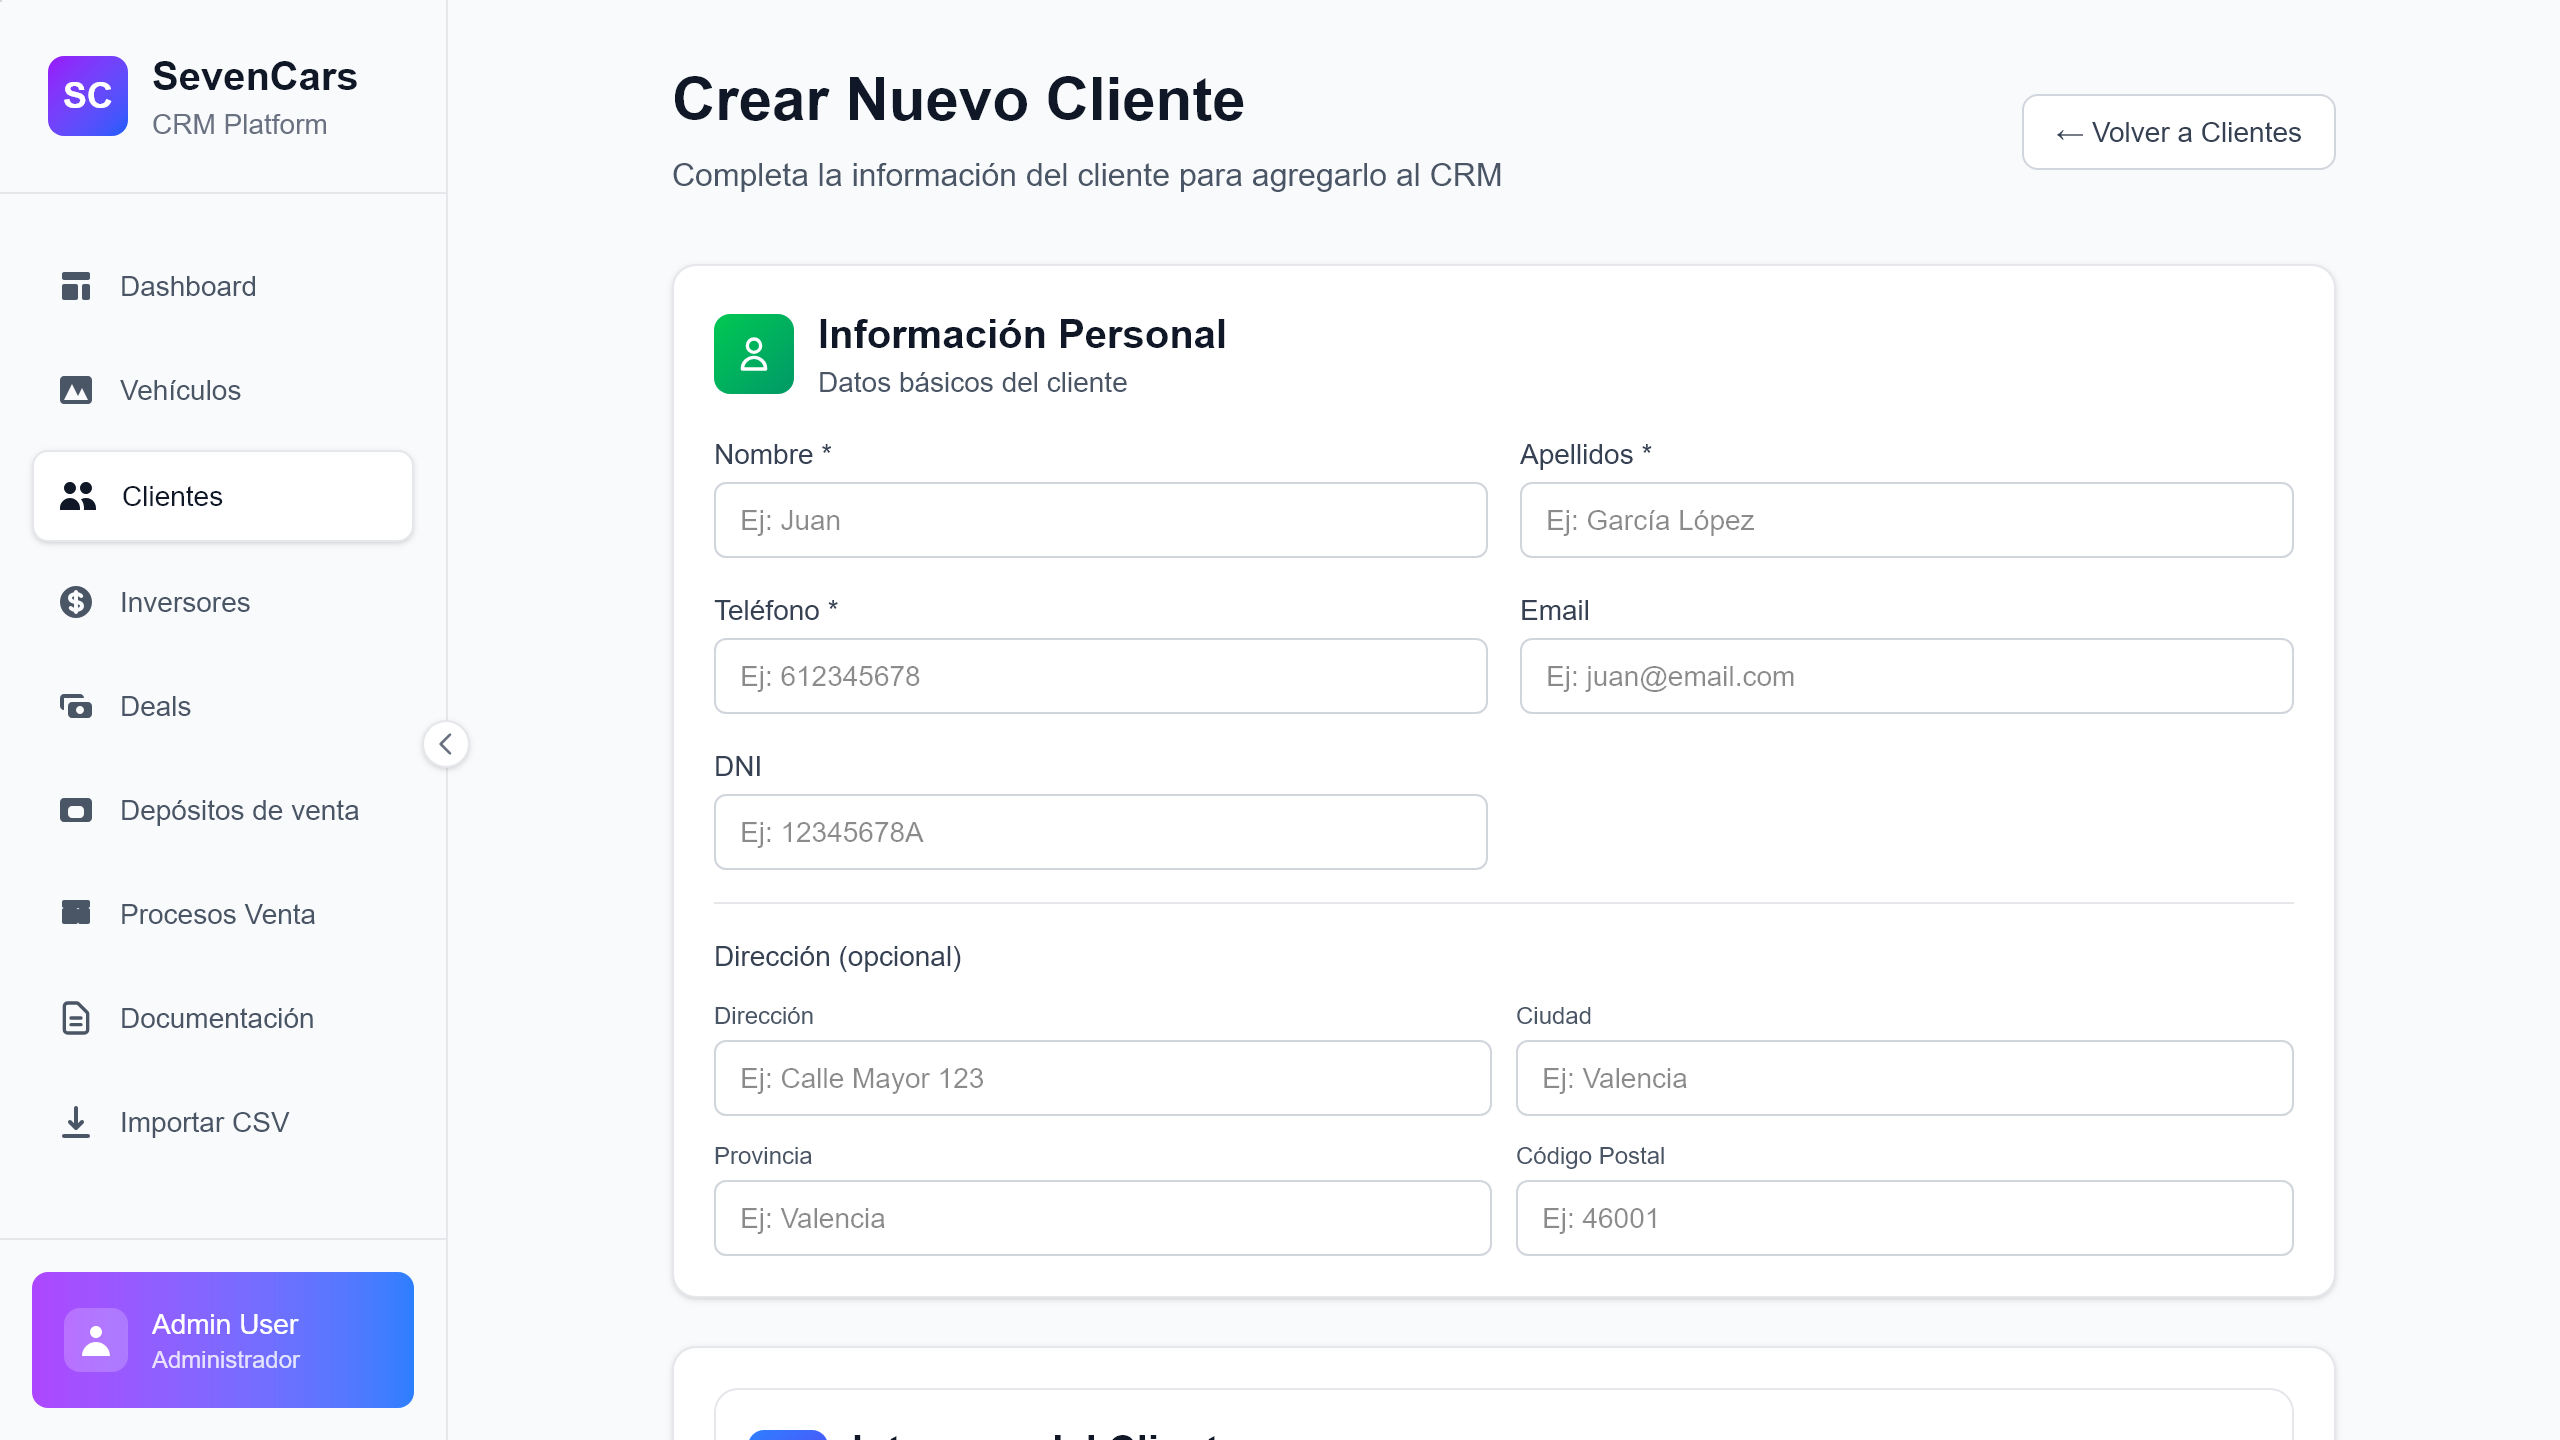 SC
SevenCars
CRM Platform
Dashboard
Vehículos
Clientes
Inversores
Deals
Depósitos de venta
Procesos Venta
Documentación
Importar CSV
Admin User
Administrador
Crear Nuevo Cliente
Completa la información del cliente para agregarlo al CRM
← Volver a Clientes
Información Personal
Datos básicos del cliente
Nombre *
Ej: Juan
Apellidos *
Ej: García López
Teléfono *
Ej: 612345678
Email
Ej: juan@email.com
DNI
Ej: 12345678A
Dirección (opcional)
Dirección
Ej: Calle Mayor 123
Ciudad
Ej: Valencia
Provincia
Ej: Valencia
Código Postal
Ej: 46001